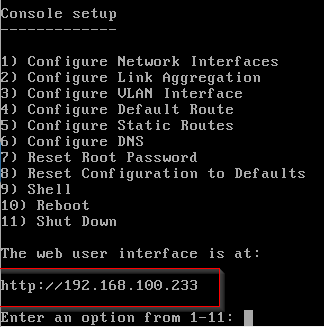 Console setup
-------------
1) Configure Network Interfaces
2) Configure Link Aggregation
3) Configure VLAN Interface
4) Configure Default Route
5) Configure Static Routes
6) Configure DNS
7) Reset Root Password
8) Reset Configuration to Defaults
9) Shell
10) Reboot
11) Shut Down
The web user interface is at:
http://192.168.100.233
Enter an option from 1-11: